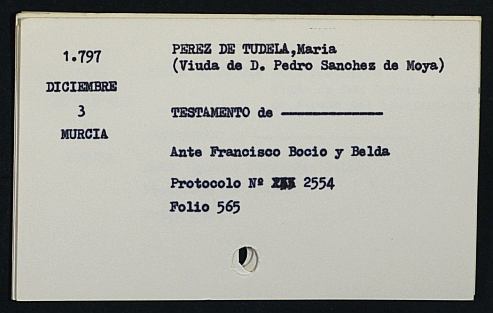 1.797
DICIEMBRE
3
MURCIA
PEREZ DE TUDELA,Maria
(Viuda de D. Pedro Sanchez de Moya)
TESTAMENTO de
Ante Francisco Bocio y Belda
Protocolo Nº 2554
Folio 565